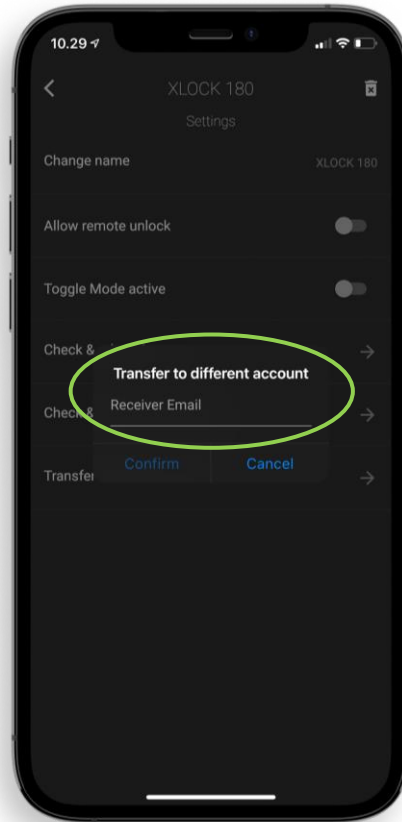 10.29
XLOCK 180
Settings
Change name XLOCK 180
Allow remote unlock
Toggle Mode active
Check &
Transfer to different account
Receiver Email
Check &
Confirm Cancel
Transfer